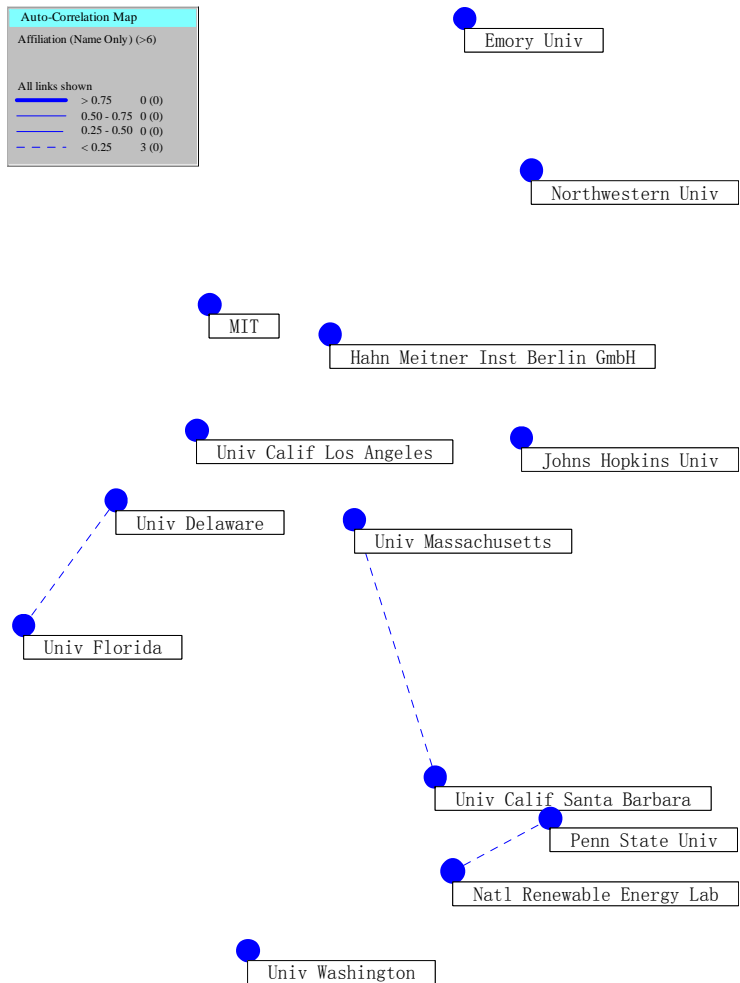 Auto-Correlation Map
Affiliation (Name Only) (>6)
All links shown
> 0.75 0 (0)
0.50 - 0.75 0 (0)
0.25 - 0.50 0 (0)
< 0.25 3 (0)
Emory Univ
Northwestern Univ
MIT
Hahn Meitner Inst Berlin GmbH
Univ Calif Los Angeles
Johns Hopkins Univ
Univ Delaware
Univ Massachusetts
Univ Florida
Univ Calif Santa Barbara
Penn State Univ
Natl Renewable Energy Lab
Univ Washington